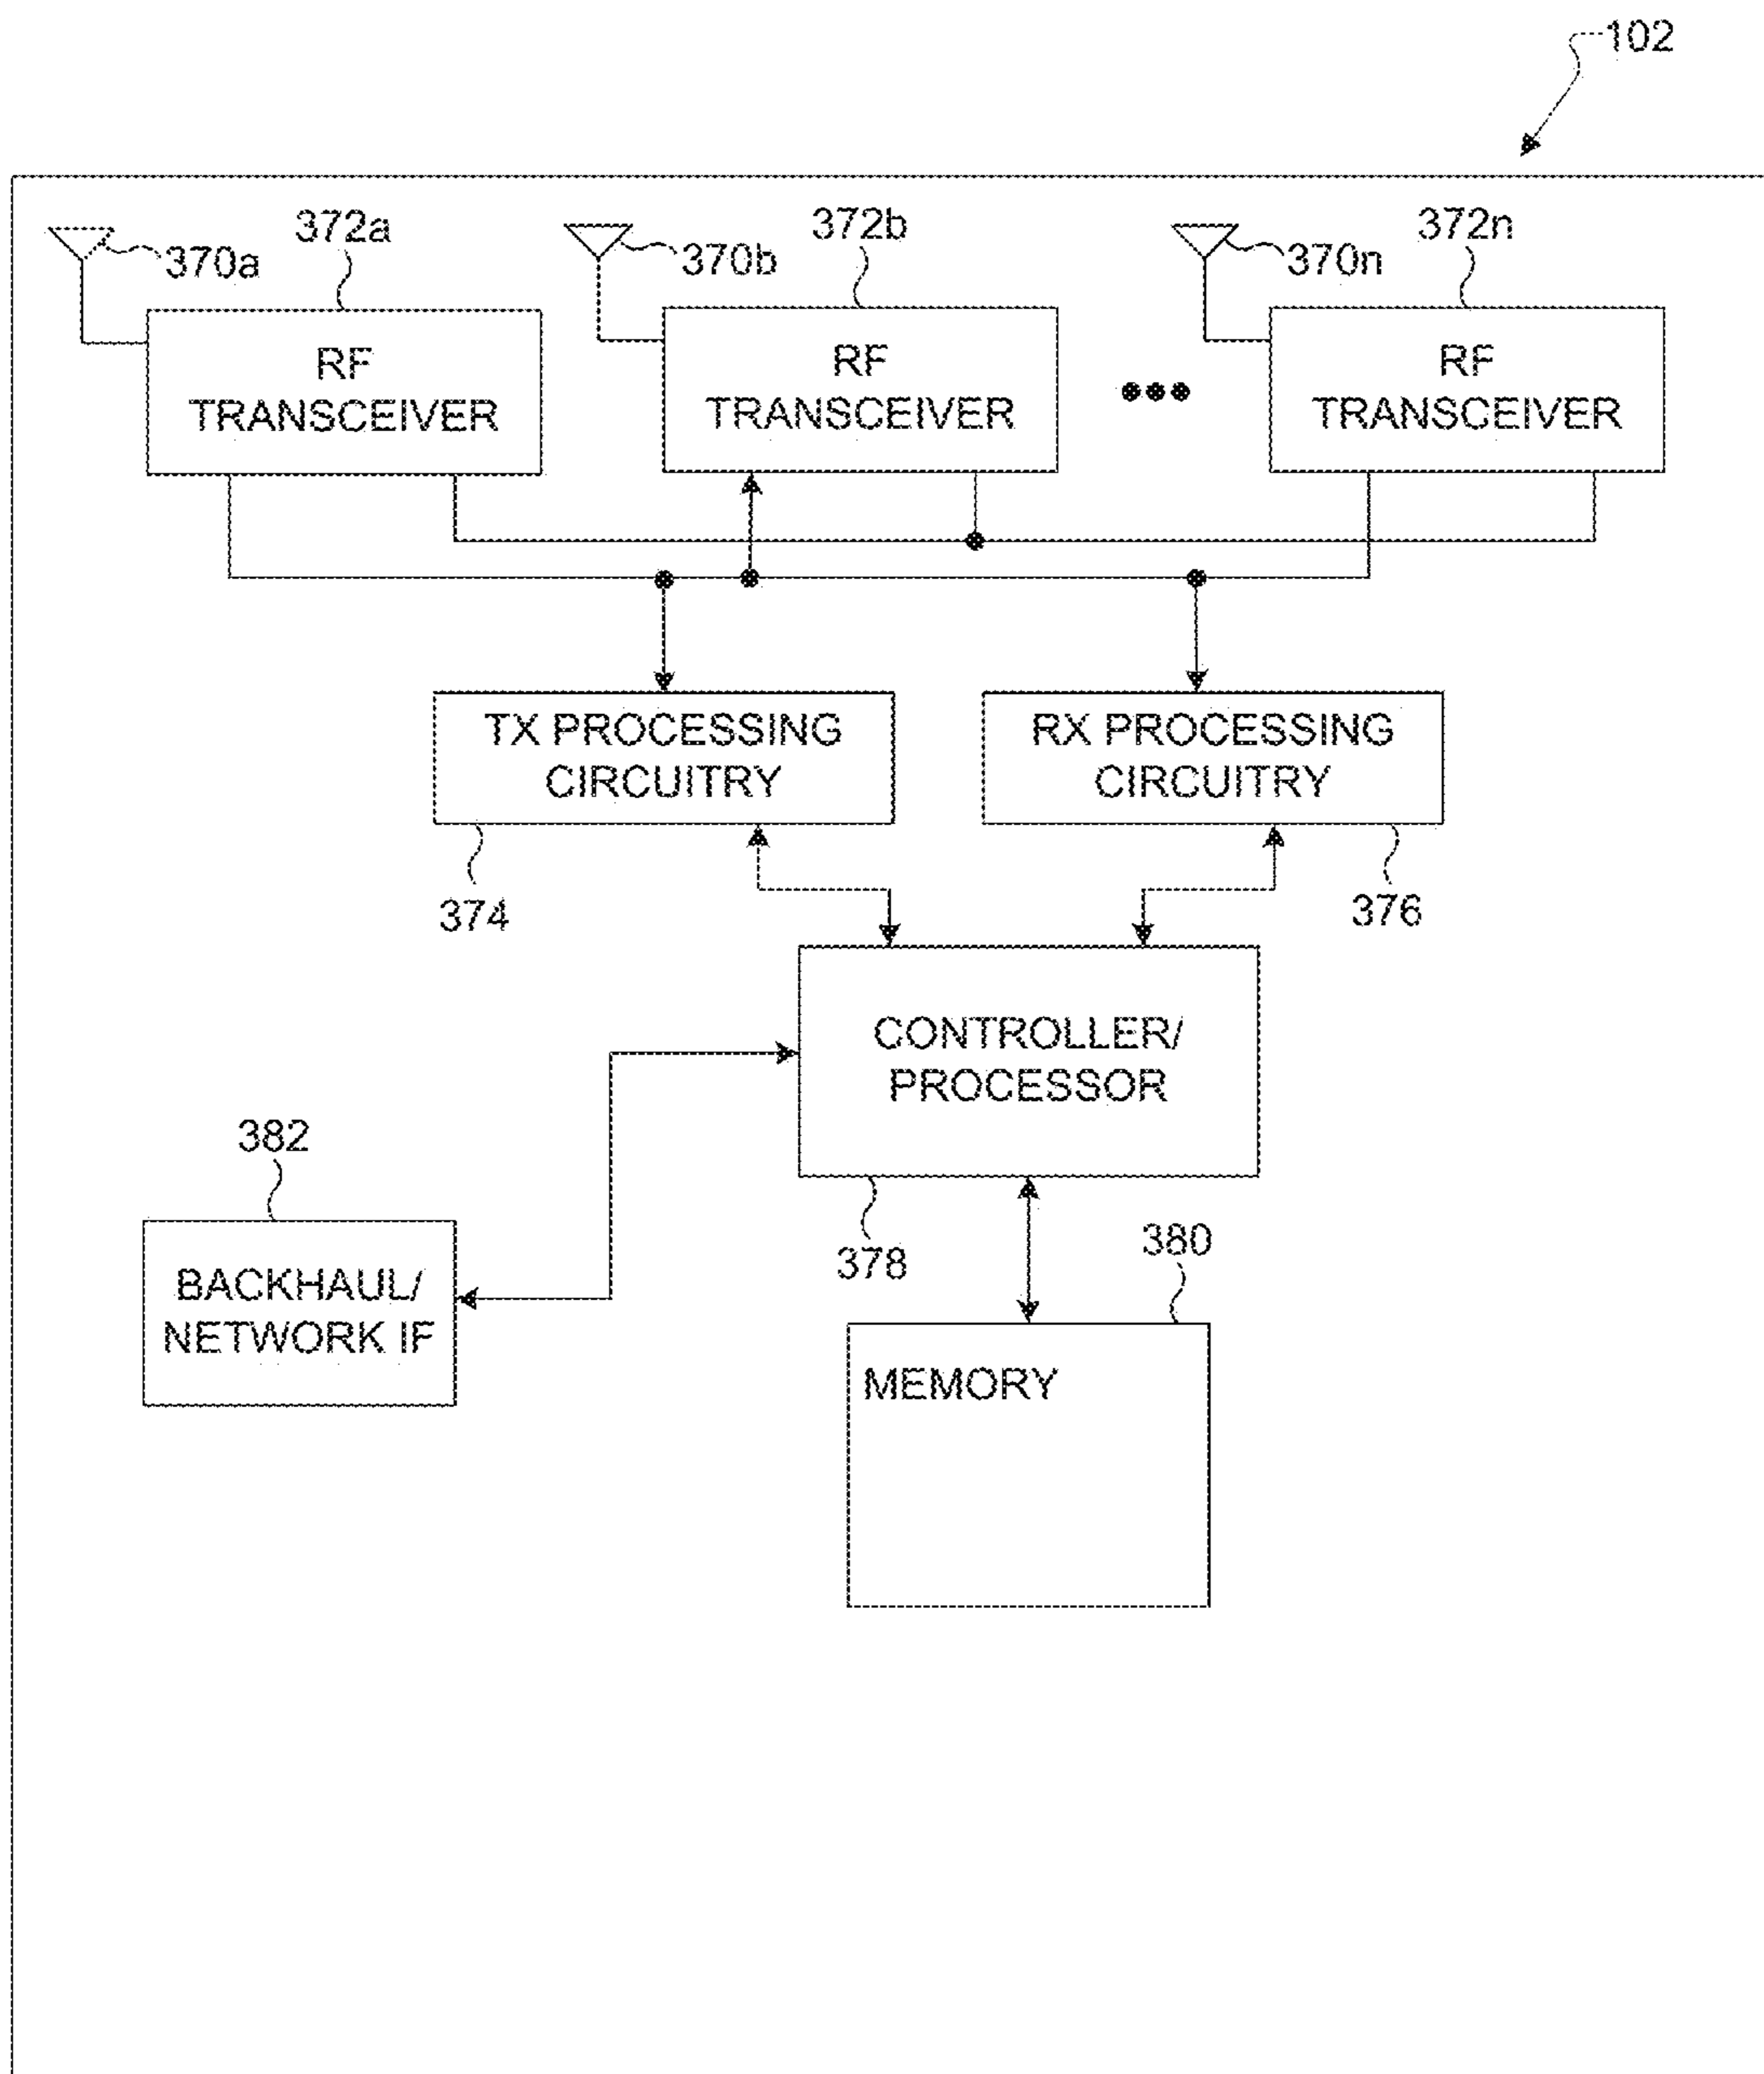 102
372a
372b
372n
370a
370b
370n
RF
TRANSCEIVER
RF
TRANSCEIVER
RF
TRANSCEIVER
TX PROCESSING
CIRCUITRY
RX PROCESSING
CIRCUITRY
374
376
CONTROLLER/
PROCESSOR
382
378
380
BACKHAUL/
NETWORK IF
MEMORY